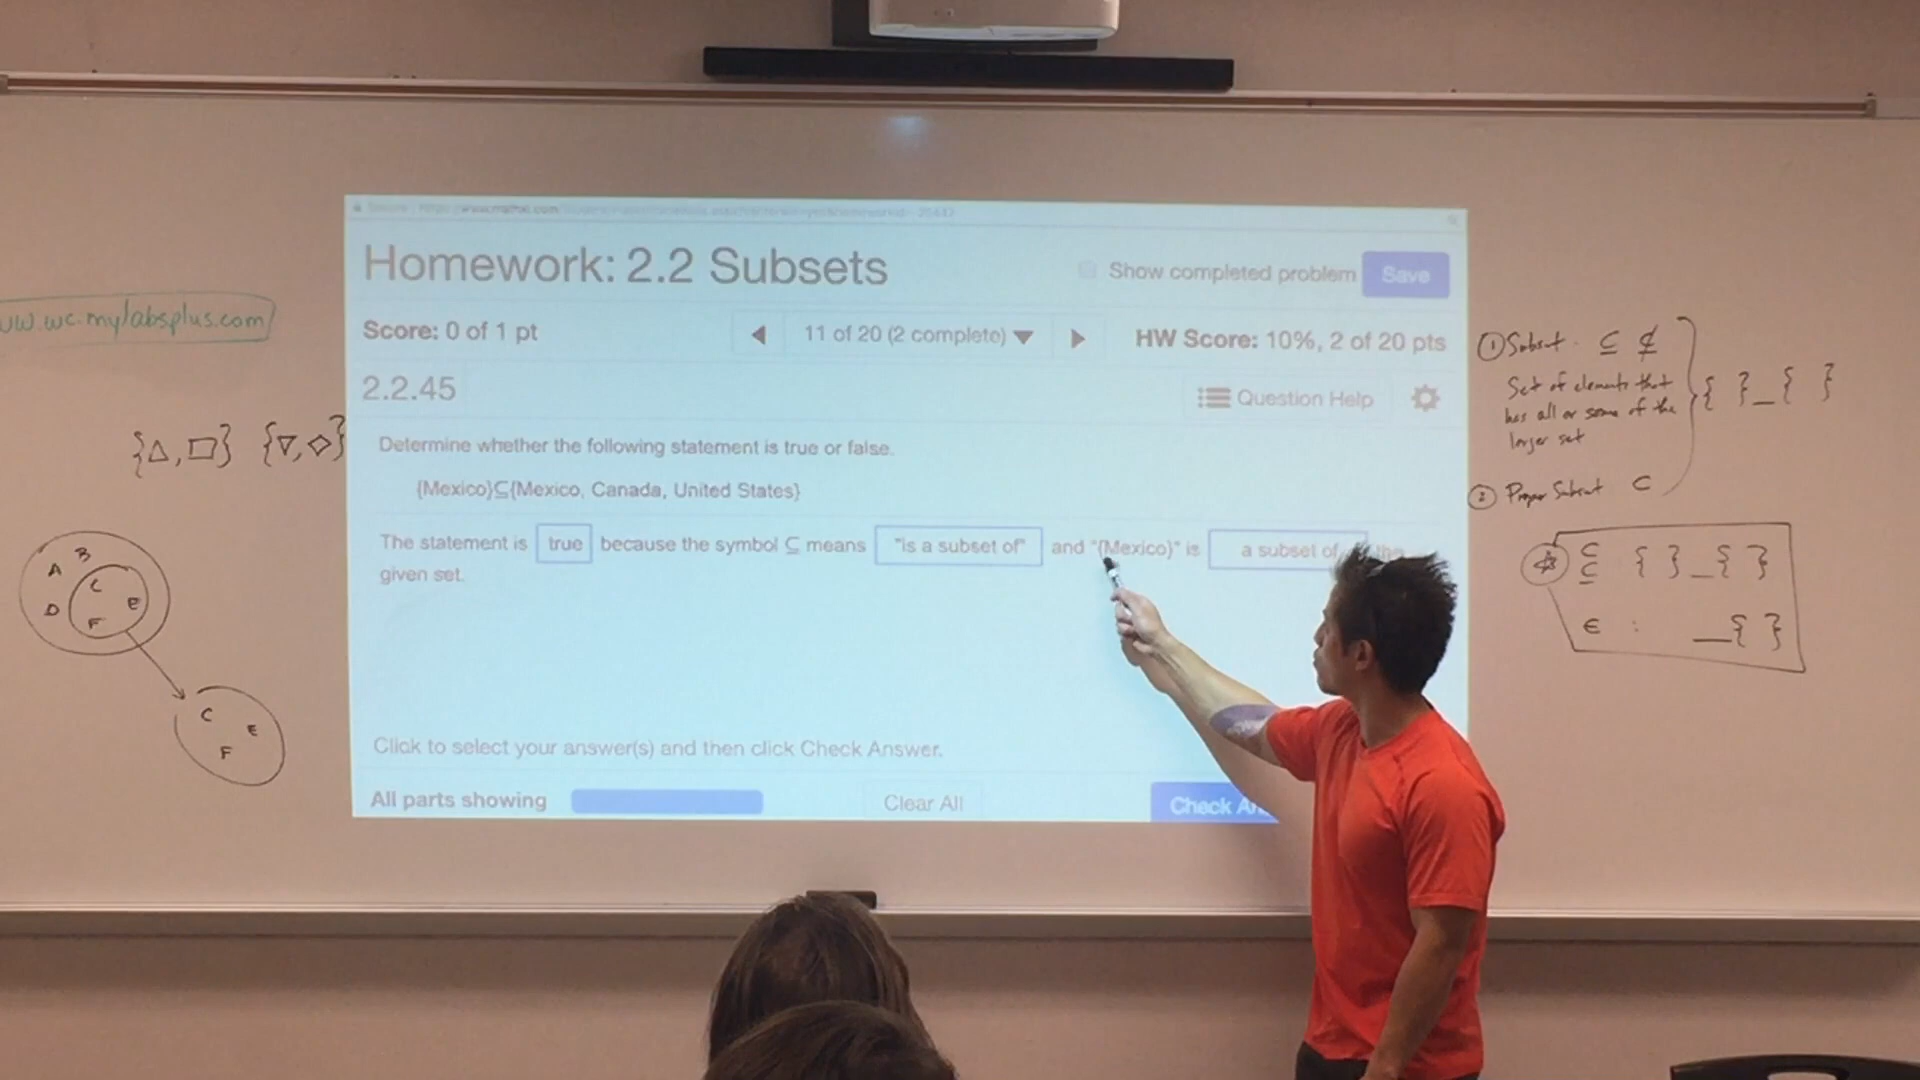 Homework: 2.2 Subsets
Show completed problem
Save
Score: 0 of 1 pt
11 of 20 (2 complete)
HW Score: 10%, 2 of 20 pts
2.2.45
Question Help
Determine whether the following statement is true or false.
{Mexico}⊆{Mexico, Canada, United States}
The statement is true because the symbol ⊆ means "is a subset of" and "{Mexico}" is a subset of the
given set.
Click to select your answer(s) and then click Check Answer.
All parts showing
Clear All
Check
www.wc.mylabsplus.com
{△,□} {▽,◇}
A B
C
D E
F
C
E
F
① Subset ⊆ ⊄
Set of elements that
has all or some of the
larger set
{ }_{ }
② Proper Subset ⊂
⊂
⊆ { }_{ }
∈ : _{ }